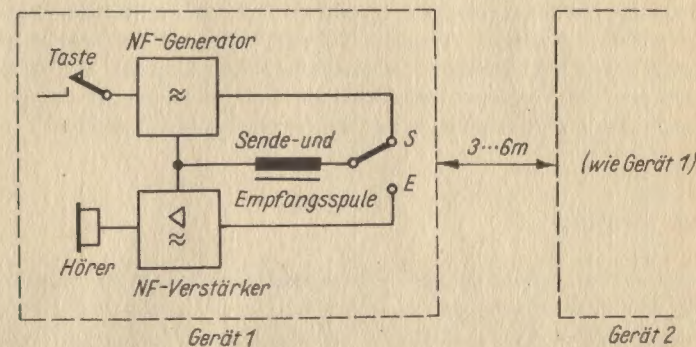 NF-Generator
Taste
≈
Sende- und
S
3...6m
(wie Gerät 1)
E
Empfangsspule
≈
Hörer
NF-Verstärker
Gerät 1
Gerät 2